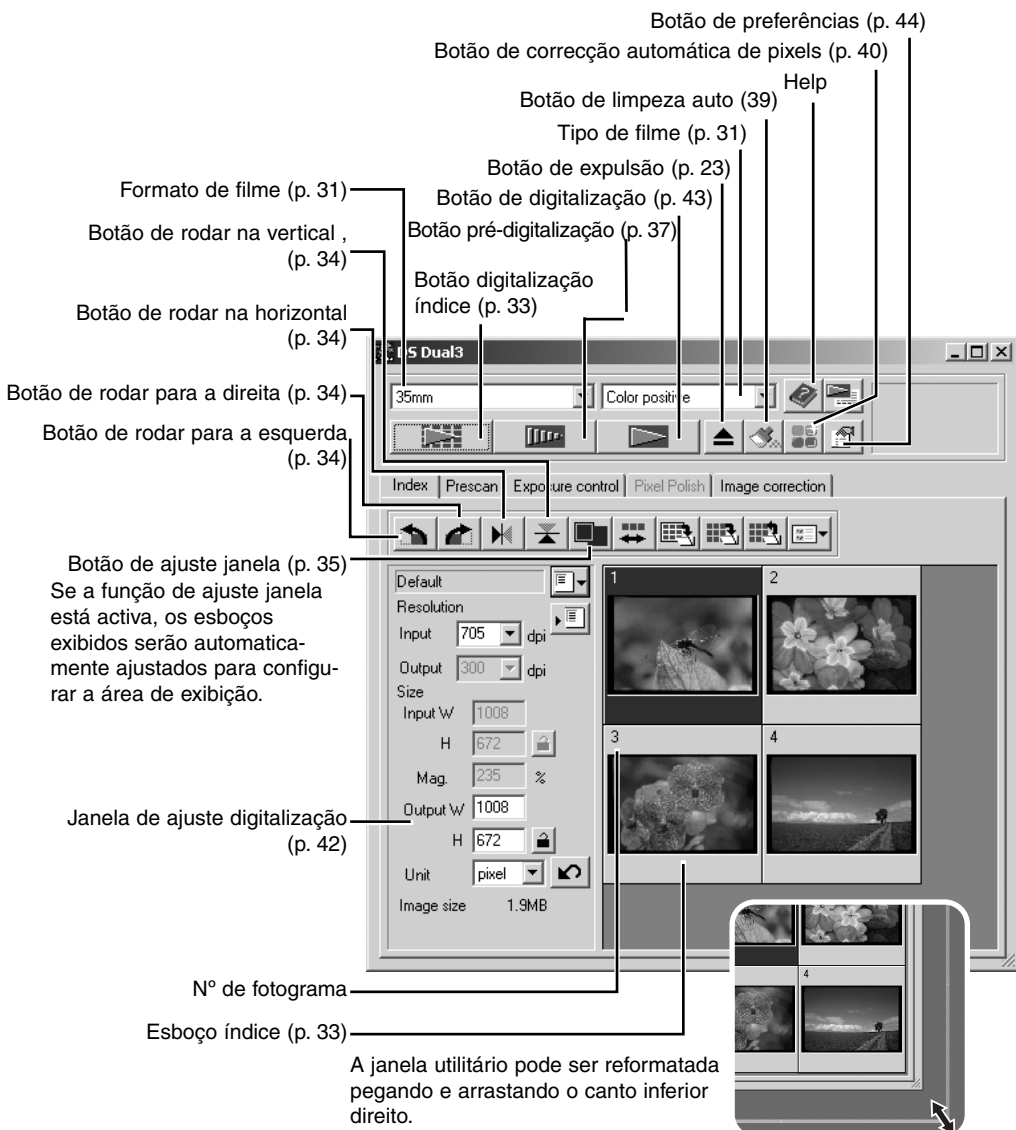 Botão de preferências (p. 44)
Botão de correcção automática de pixels (p. 40)
Help
Botão de limpeza auto (39)
Tipo de filme (p. 31)
Botão de expulsão (p. 23)
Formato de filme (p. 31)
Botão de digitalização (p. 43)
Botão de rodar na vertical ,
(p. 34)
Botão pré-digitalização (p. 37)
Botão digitalização
índice (p. 33)
Botão de rodar na horizontal
(p. 34)
DS Dual3
Botão de rodar para a direita (p. 34)
35mm
Color positive
Botão de rodar para a esquerda
(p. 34)
Index
Prescan
Exposure control
Pixel Polish
Image correction
Botão de ajuste janela (p. 35)
Se a função de ajuste janela
está activa, os esboços
exibidos serão automatica-
mente ajustados para configu-
rar a área de exibição.
Default
Resolution
Input 705 dpi
Output 300 dpi
Size
Input W 1008
H 672
Mag. 235 %
Output W 1008
H 672
Unit pixel
Image size 1.9MB
1
2
3
4
Janela de ajuste digitalização
(p. 42)
Nº de fotograma
Esboço índice (p. 33)
4
A janela utilitário pode ser reformatada
pegando e arrastando o canto inferior
direito.